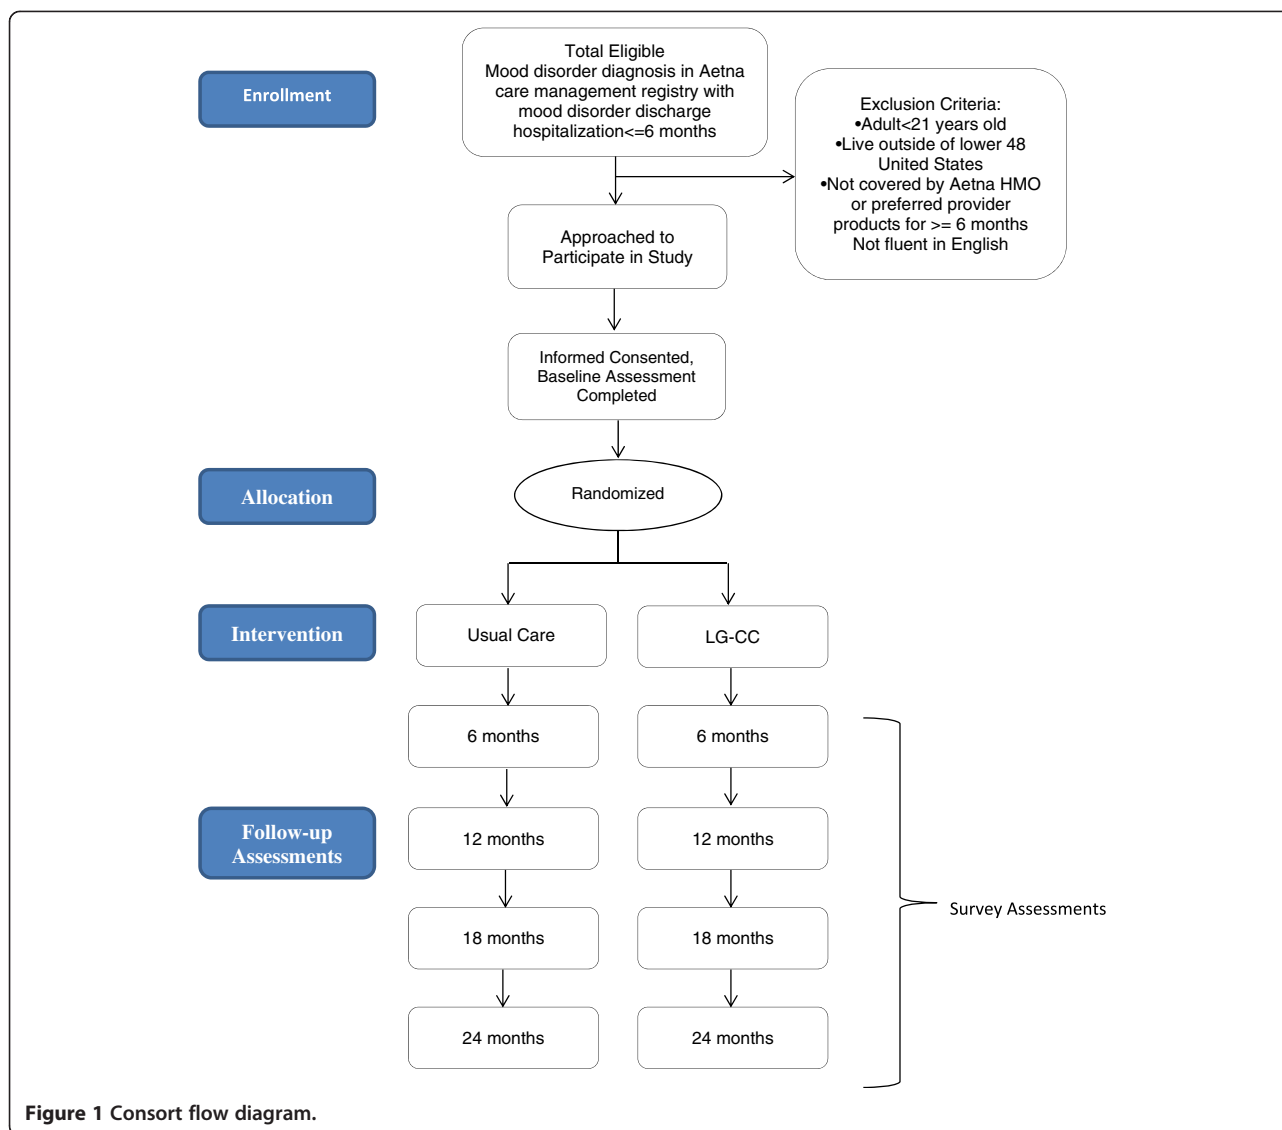 Enrollment
Total Eligible
Mood disorder diagnosis in Aetna
care management registry with
mood disorder discharge
hospitalization<=6 months
Exclusion Criteria:
•Adult<21 years old
•Live outside of lower 48
United States
•Not covered by Aetna HMO
or preferred provider
products for >= 6 months
Not fluent in English
Approached to
Participate in Study
Informed Consented,
Baseline Assessment
Completed
Allocation
Randomized
Intervention
Usual Care
LG-CC
6 months
6 months
Follow-up
Assessments
12 months
12 months
18 months
18 months
24 months
24 months
Survey Assessments
Figure 1 Consort flow diagram.